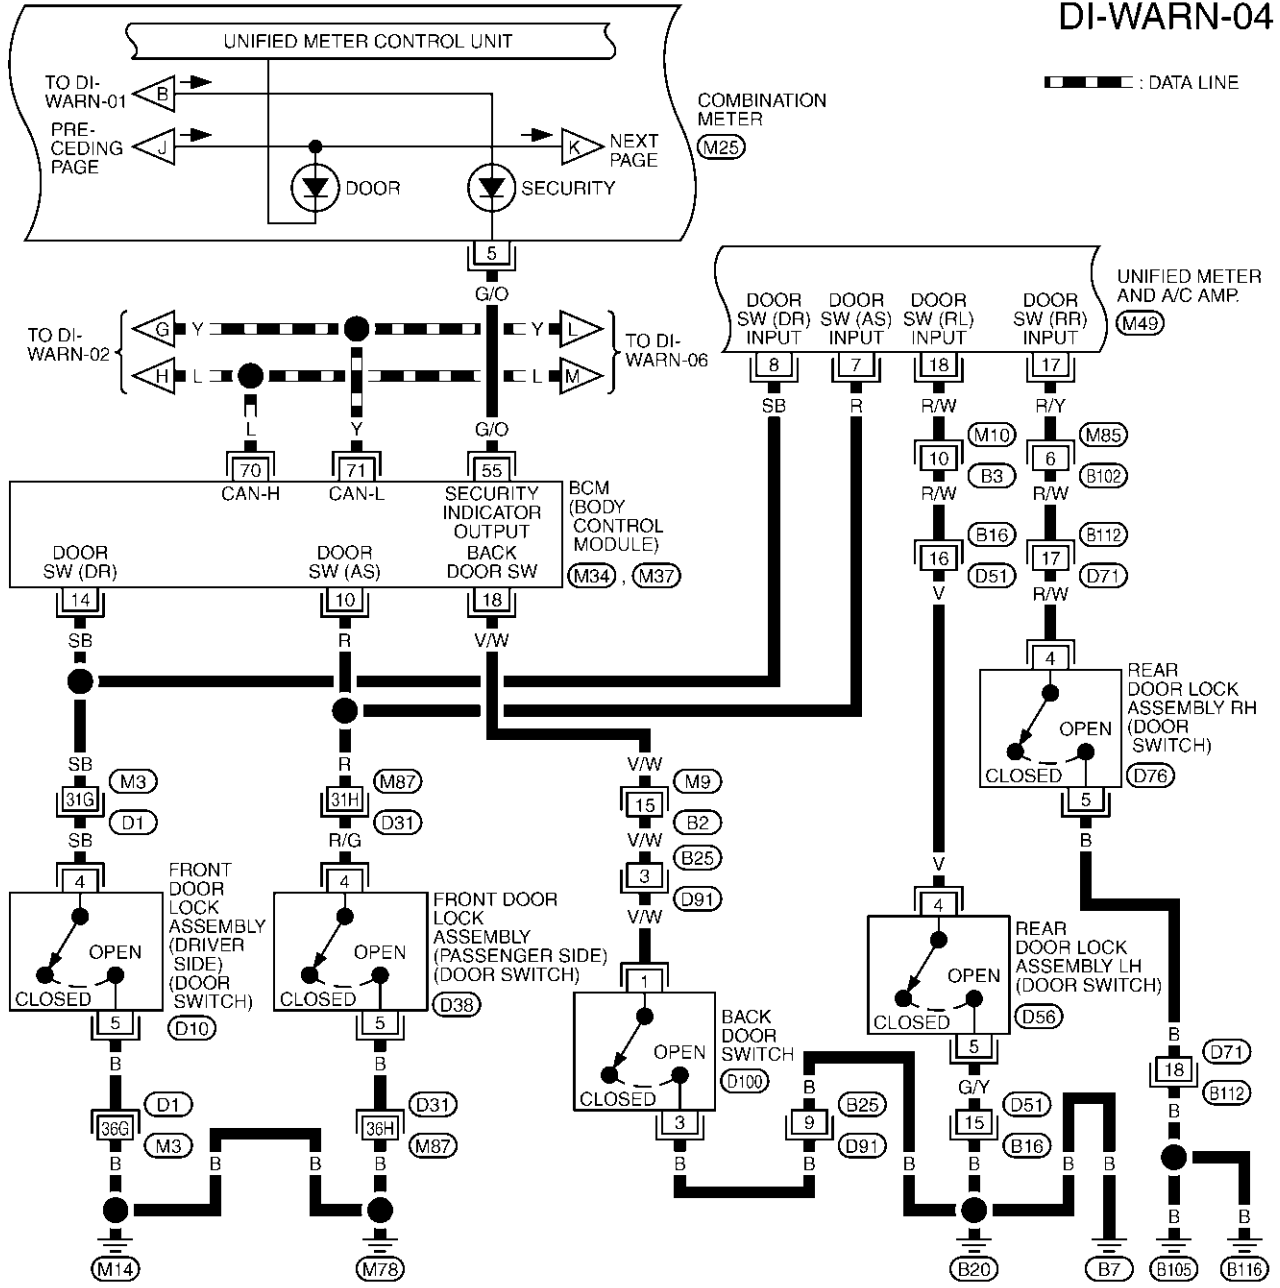 DI-WARN-04
UNIFIED METER CONTROL UNIT
TO DI-
WARN-01
B
: DATA LINE
PRE-
CEDING
PAGE
J
K
NEXT
PAGE
COMBINATION
METER
M25
DOOR
SECURITY
5
G/O
TO DI-
WARN-02
G
Y
Y
L
H
L
L
M
TO DI-
WARN-06
L
Y
G/O
70
71
55
CAN-H
CAN-L
SECURITY
INDICATOR
OUTPUT
BCM
(BODY
CONTROL
MODULE)
M34 , M37
DOOR
SW (DR)
DOOR
SW (AS)
BACK
DOOR SW
14
10
18
SB
R
V/W
UNIFIED METER
AND A/C AMP.
M49
DOOR
SW (DR)
INPUT
DOOR
SW (AS)
INPUT
DOOR
SW (RL)
INPUT
DOOR
SW (RR)
INPUT
8
7
18
17
SB
R
R/W
R/Y
M10
10
B3
M85
6
B102
R/W
R/W
B16
16
D51
B112
17
D71
V
R/W
4
REAR
DOOR LOCK
ASSEMBLY RH
(DOOR
SWITCH)
D76
OPEN
CLOSED
5
B
SB
R
V/W
M3
31G
D1
M87
31H
D31
M9
15
B2
SB
R/G
V/W
B25
3
D91
V/W
V
4
FRONT
DOOR
LOCK
ASSEMBLY
(DRIVER
SIDE)
(DOOR
SWITCH)
D10
OPEN
CLOSED
5
4
FRONT DOOR
LOCK
ASSEMBLY
(PASSENGER SIDE)
(DOOR SWITCH)
D38
OPEN
CLOSED
5
1
BACK
DOOR
SWITCH
D100
OPEN
CLOSED
3
4
REAR
DOOR LOCK
ASSEMBLY LH
(DOOR SWITCH)
D56
OPEN
CLOSED
5
B
B
B
G/Y
B
D1
36G
M3
D31
36H
M87
B25
9
D91
D51
15
B16
D71
18
B112
B
B
B
B
B
B
B
B
B
B
B
B
B
M14
M78
B20
B7
B105
B116